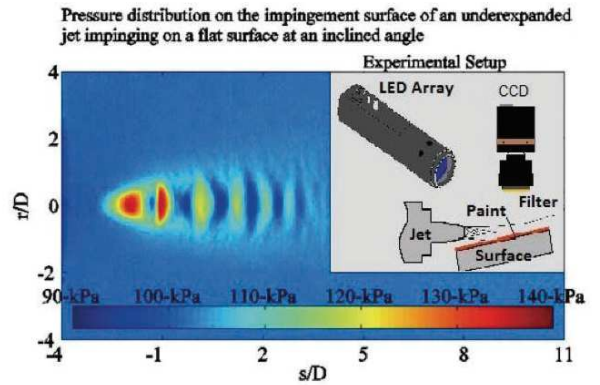 Pressure distribution on the impingement surface of an underexpanded
jet impinging on a flat surface at an inclined angle
Experimental Setup
LED Array
CCD
Filter
Paint
Jet
Surface
4
2
0
-2
-4
r/D
90-kPa 100-kPa 110-kPa 120-kPa 130-kPa 140-kPa
-4 -1 2 5 8 11
s/D